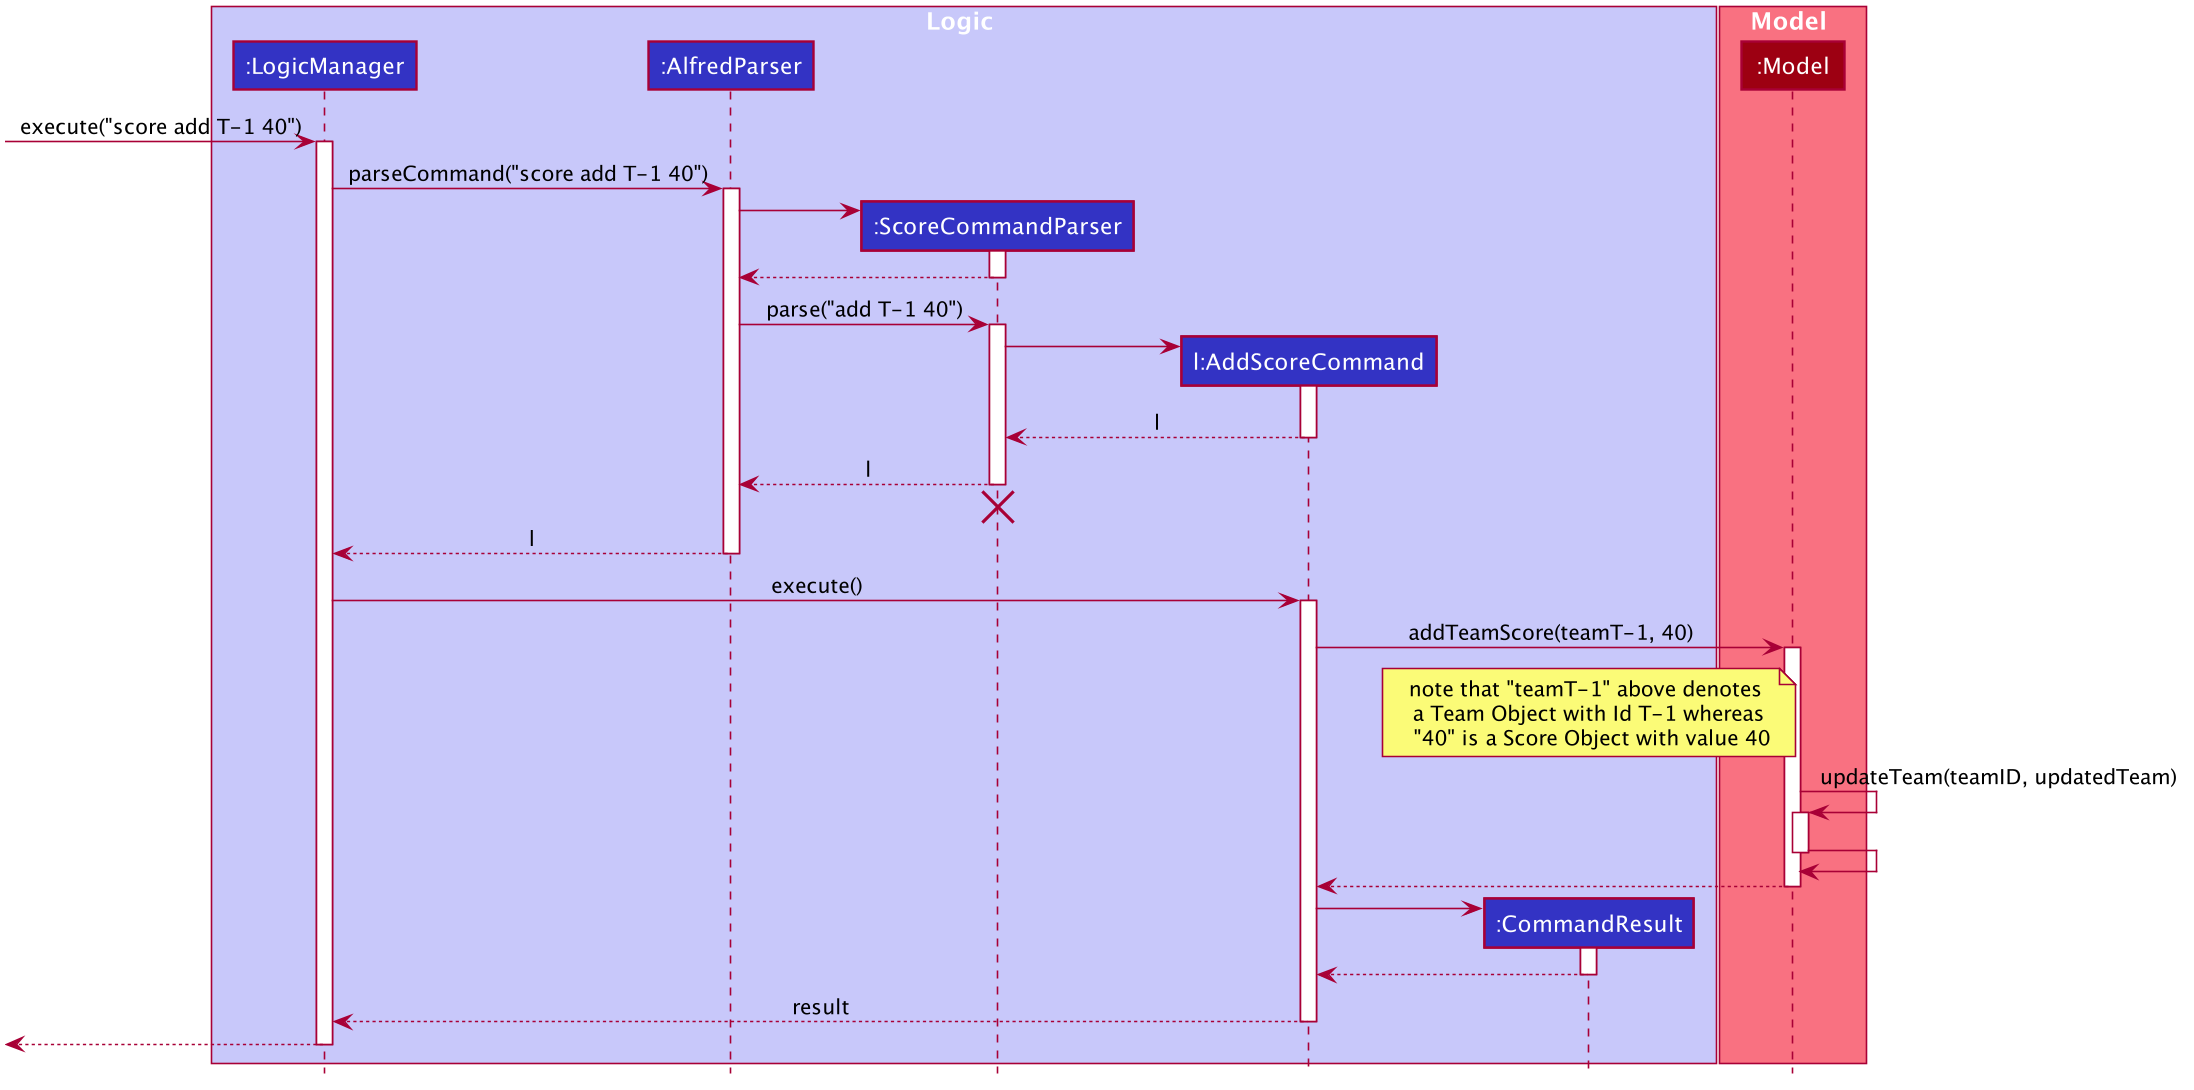 Logic
Model
:LogicManager
:AlfredParser
:Model
execute("score add T-1 40")
parseCommand("score add T-1 40")
:ScoreCommandParser
parse("add T-1 40")
l:AddScoreCommand
l
l
l
execute()
addTeamScore(teamT-1, 40)
note that "teamT-1" above denotes
a Team Object with Id T-1 whereas
"40" is a Score Object with value 40
updateTeam(teamID, updatedTeam)
:CommandResult
result